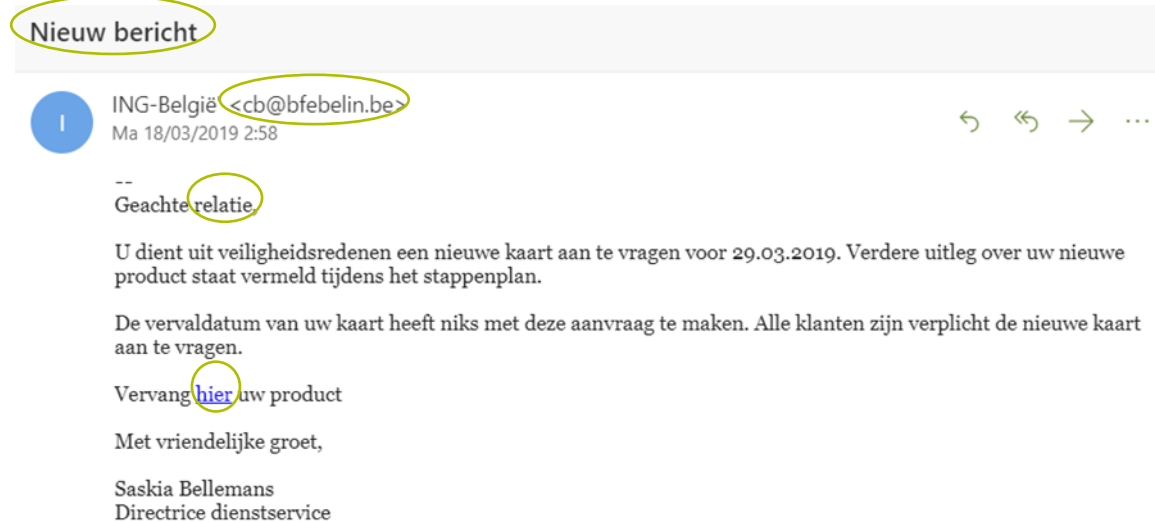 Nieuw bericht
I
ING-België' <cb@bfebelin.be>
Ma 18/03/2019 2:58
--
Geachte relatie,
U dient uit veiligheidsredenen een nieuwe kaart aan te vragen voor 29.03.2019. Verdere uitleg over uw nieuwe
product staat vermeld tijdens het stappenplan.
De vervaldatum van uw kaart heeft niks met deze aanvraag te maken. Alle klanten zijn verplicht de nieuwe kaart
aan te vragen.
Vervang hier uw product
Met vriendelijke groet,
Saskia Bellemans
Directrice dienstservice